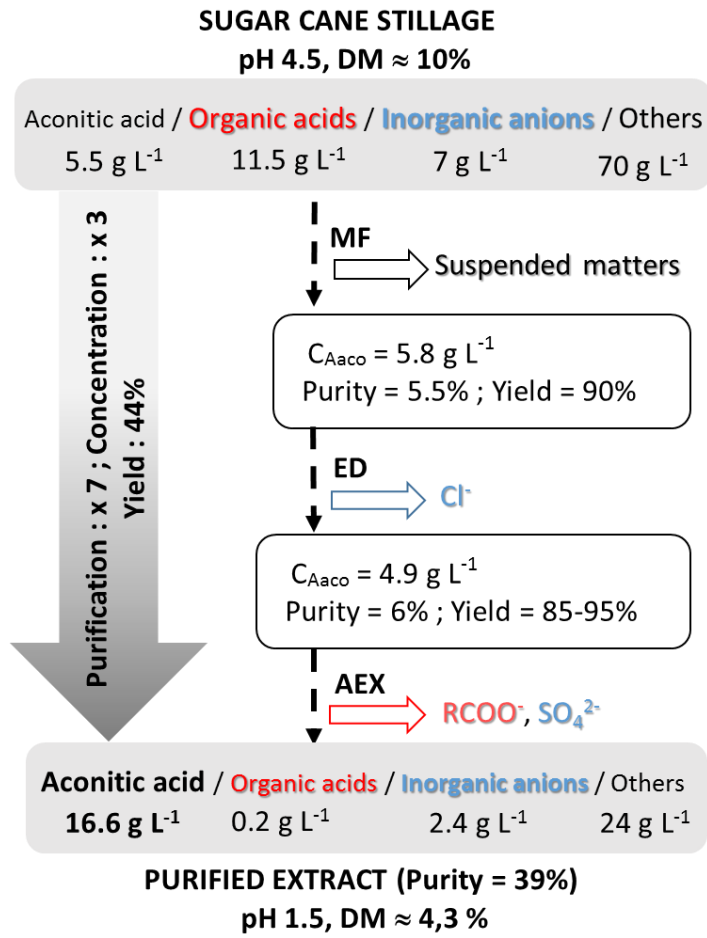 SUGAR CANE STILLAGE
pH 4.5, DM ≈ 10%
Aconitic acid / Organic acids / Inorganic anions / Others
5.5 g L⁻¹ 11.5 g L⁻¹ 7 g L⁻¹ 70 g L⁻¹
Purification : x 7 ; Concentration : x 3
Yield : 44%
MF
Suspended matters
C_Aaco = 5.8 g L⁻¹
Purity = 5.5% ; Yield = 90%
ED
Cl⁻
C_Aaco = 4.9 g L⁻¹
Purity = 6% ; Yield = 85-95%
AEX
RCOO⁻, SO₄²⁻
Aconitic acid / Organic acids / Inorganic anions / Others
16.6 g L⁻¹ 0.2 g L⁻¹ 2.4 g L⁻¹ 24 g L⁻¹
PURIFIED EXTRACT (Purity = 39%)
pH 1.5, DM ≈ 4,3 %